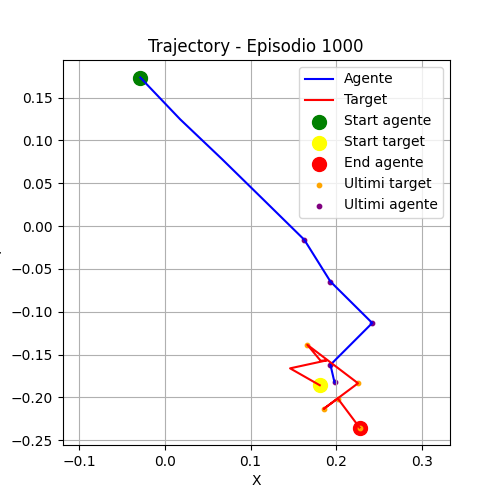 Trajectory - Episodio 1000
Agente
Target
Start agente
Start target
End agente
Ultimi target
Ultimi agente
0.15
0.10
0.05
0.00
−0.05
−0.10
−0.15
−0.20
−0.25
−0.1
0.0
0.1
0.2
0.3
X